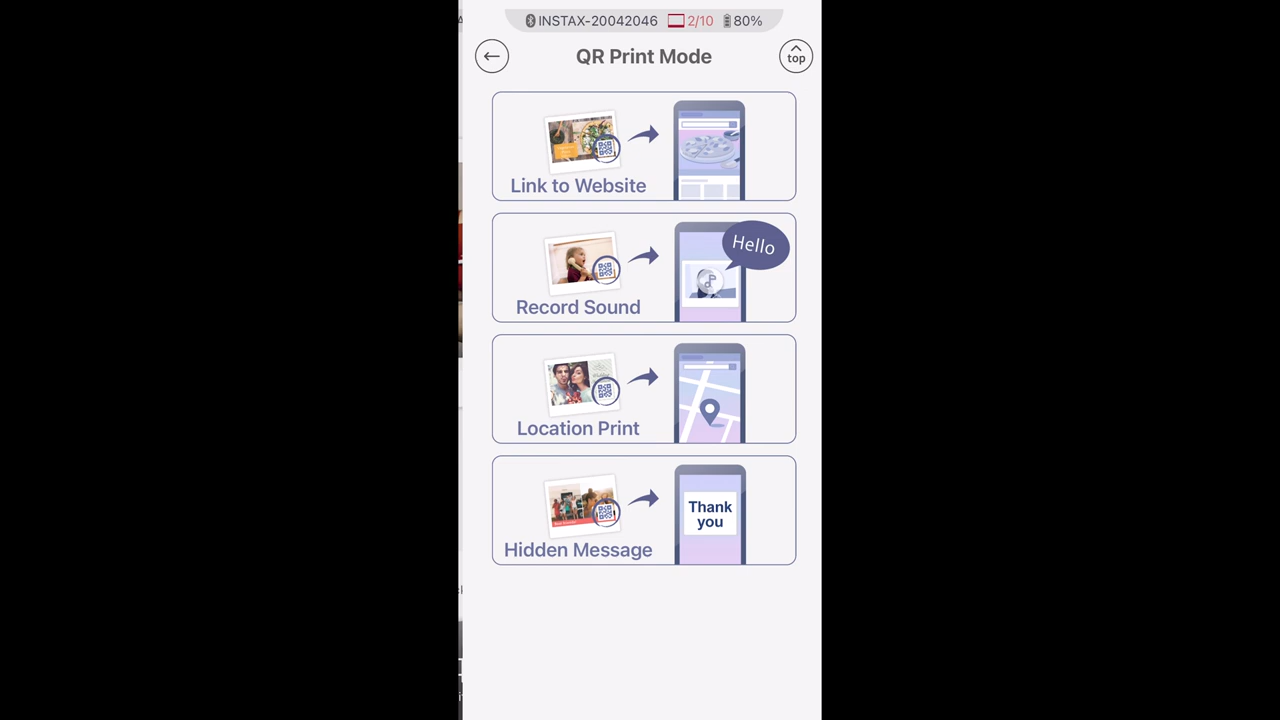 INSTAX-20042046 2/10 80%
QR Print Mode
top
Link to Website
Hello
Record Sound
Location Print
Thank
you
Hidden Message